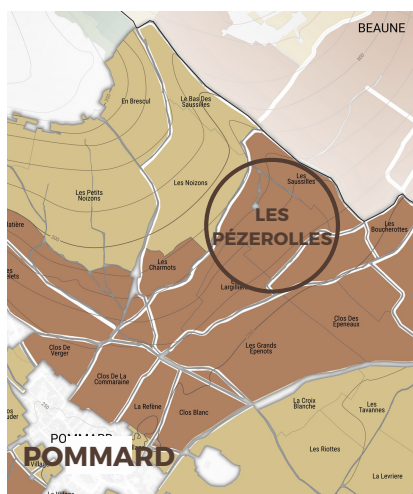 BEAUNE
En Brescul
Le Bas Des
Saussilles
Les
Saussilles
Les Petits
Noizons
Les Noizons
LES
PÉZEROLLES
Les
Boucherottes
Les
Charmots
Clos Des
Epeneaux
Clos De
Verger
Les Grands
Epenots
Clos De La
Commaraine
La Refène
Clos Blanc
La Croix
Blanche
Les
Tavannes
POMMARD
POMMARD
Les Riottes
La Levriere